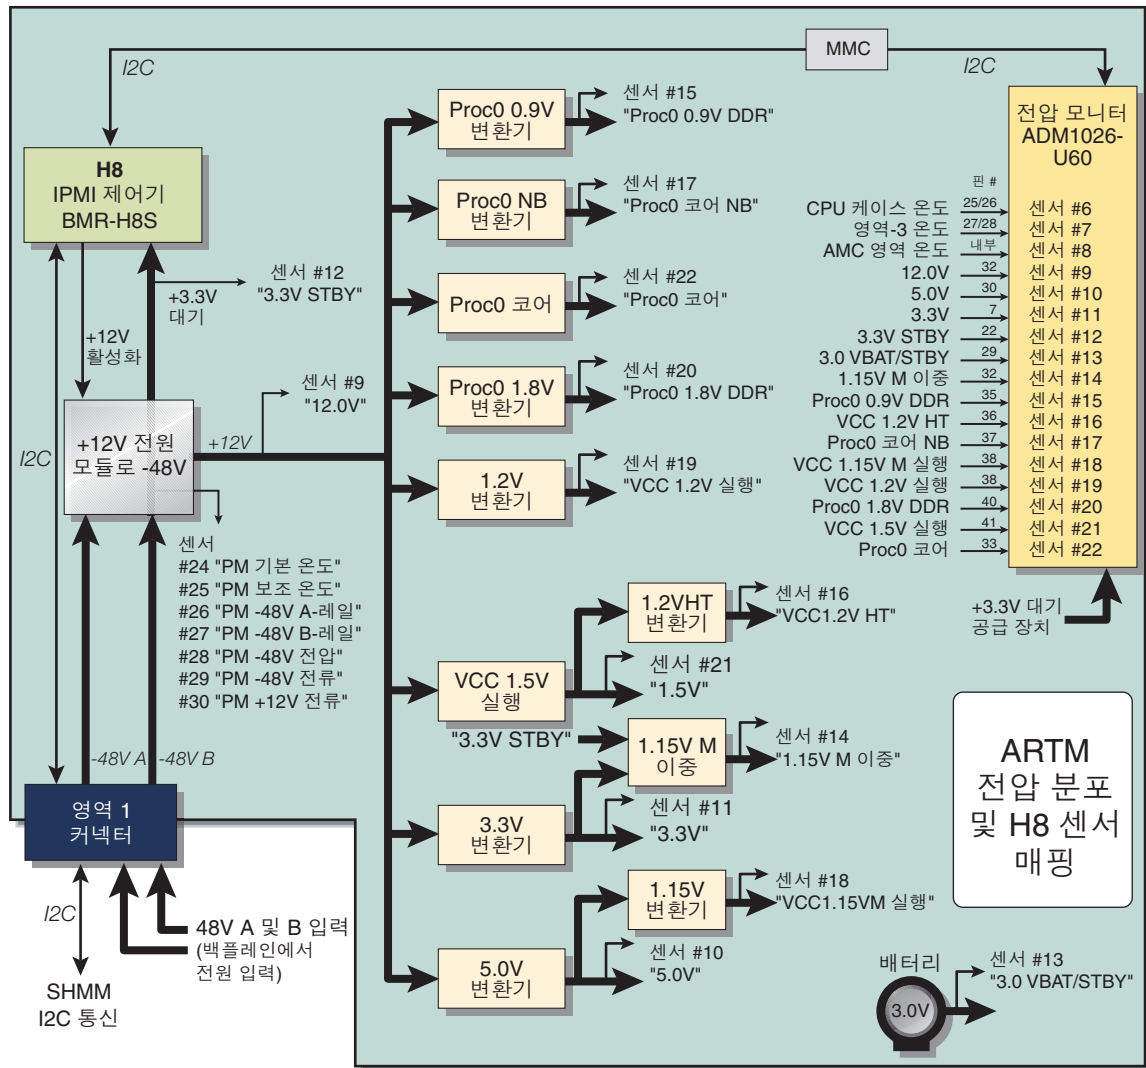 MMC
I2C
I2C
H8
IPMI 제어기
BMR-H8S
센서 #12
"3.3V STBY"
+3.3V
대기
+12V
활성화
센서 #9
"12.0V"
+12V 전원
모듈로 -48V
+12V
I2C
센서
#24 "PM 기본 온도"
#25 "PM 보조 온도"
#26 "PM -48V A-레일"
#27 "PM -48V B-레일"
#28 "PM -48V 전압"
#29 "PM -48V 전류"
#30 "PM +12V 전류"
-48V A
-48V B
영역 1
커넥터
I2C
48V A 및 B 입력
(백플레인에서
전원 입력)
SHMM
I2C 통신
Proc0 0.9V
변환기
센서 #15
"Proc0 0.9V DDR"
Proc0 NB
변환기
센서 #17
"Proc0 코어 NB"
Proc0 코어
센서 #22
"Proc0 코어"
Proc0 1.8V
변환기
센서 #20
"Proc0 1.8V DDR"
1.2V
변환기
센서 #19
"VCC 1.2V 실행"
1.2VHT
변환기
센서 #16
"VCC1.2V HT"
VCC 1.5V
실행
센서 #21
"1.5V"
"3.3V STBY"
1.15V M
이중
센서 #14
"1.15V M 이중"
3.3V
변환기
센서 #11
"3.3V"
1.15V
변환기
센서 #18
"VCC1.15VM 실행"
5.0V
변환기
센서 #10
"5.0V"
전압 모니터
ADM1026-
U60
핀 #
CPU 케이스 온도 25/26 센서 #6
영역-3 온도 27/28 센서 #7
AMC 영역 온도 내부 센서 #8
12.0V 32 센서 #9
5.0V 30 센서 #10
3.3V 7 센서 #11
3.3V STBY 22 센서 #12
3.0 VBAT/STBY 29 센서 #13
1.15V M 이중 32 센서 #14
Proc0 0.9V DDR 35 센서 #15
VCC 1.2V HT 36 센서 #16
Proc0 코어 NB 37 센서 #17
VCC 1.15V M 실행 38 센서 #18
VCC 1.2V 실행 38 센서 #19
Proc0 1.8V DDR 40 센서 #20
VCC 1.5V 실행 41 센서 #21
Proc0 코어 33 센서 #22
+3.3V 대기
공급 장치
ARTM
전압 분포
및 H8 센서
매핑
배터리
3.0V
센서 #13
"3.0 VBAT/STBY"